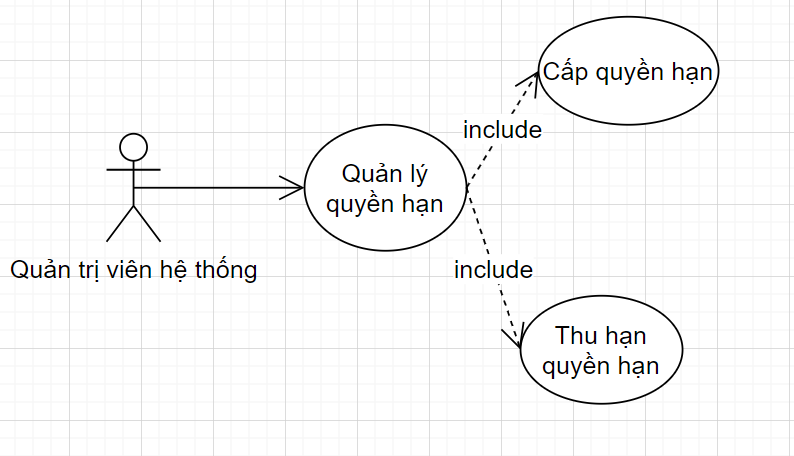 Cấp quyền hạn
include
Quản lý
quyền hạn
Quản trị viên hệ thống
include
Thu hạn
quyền hạn